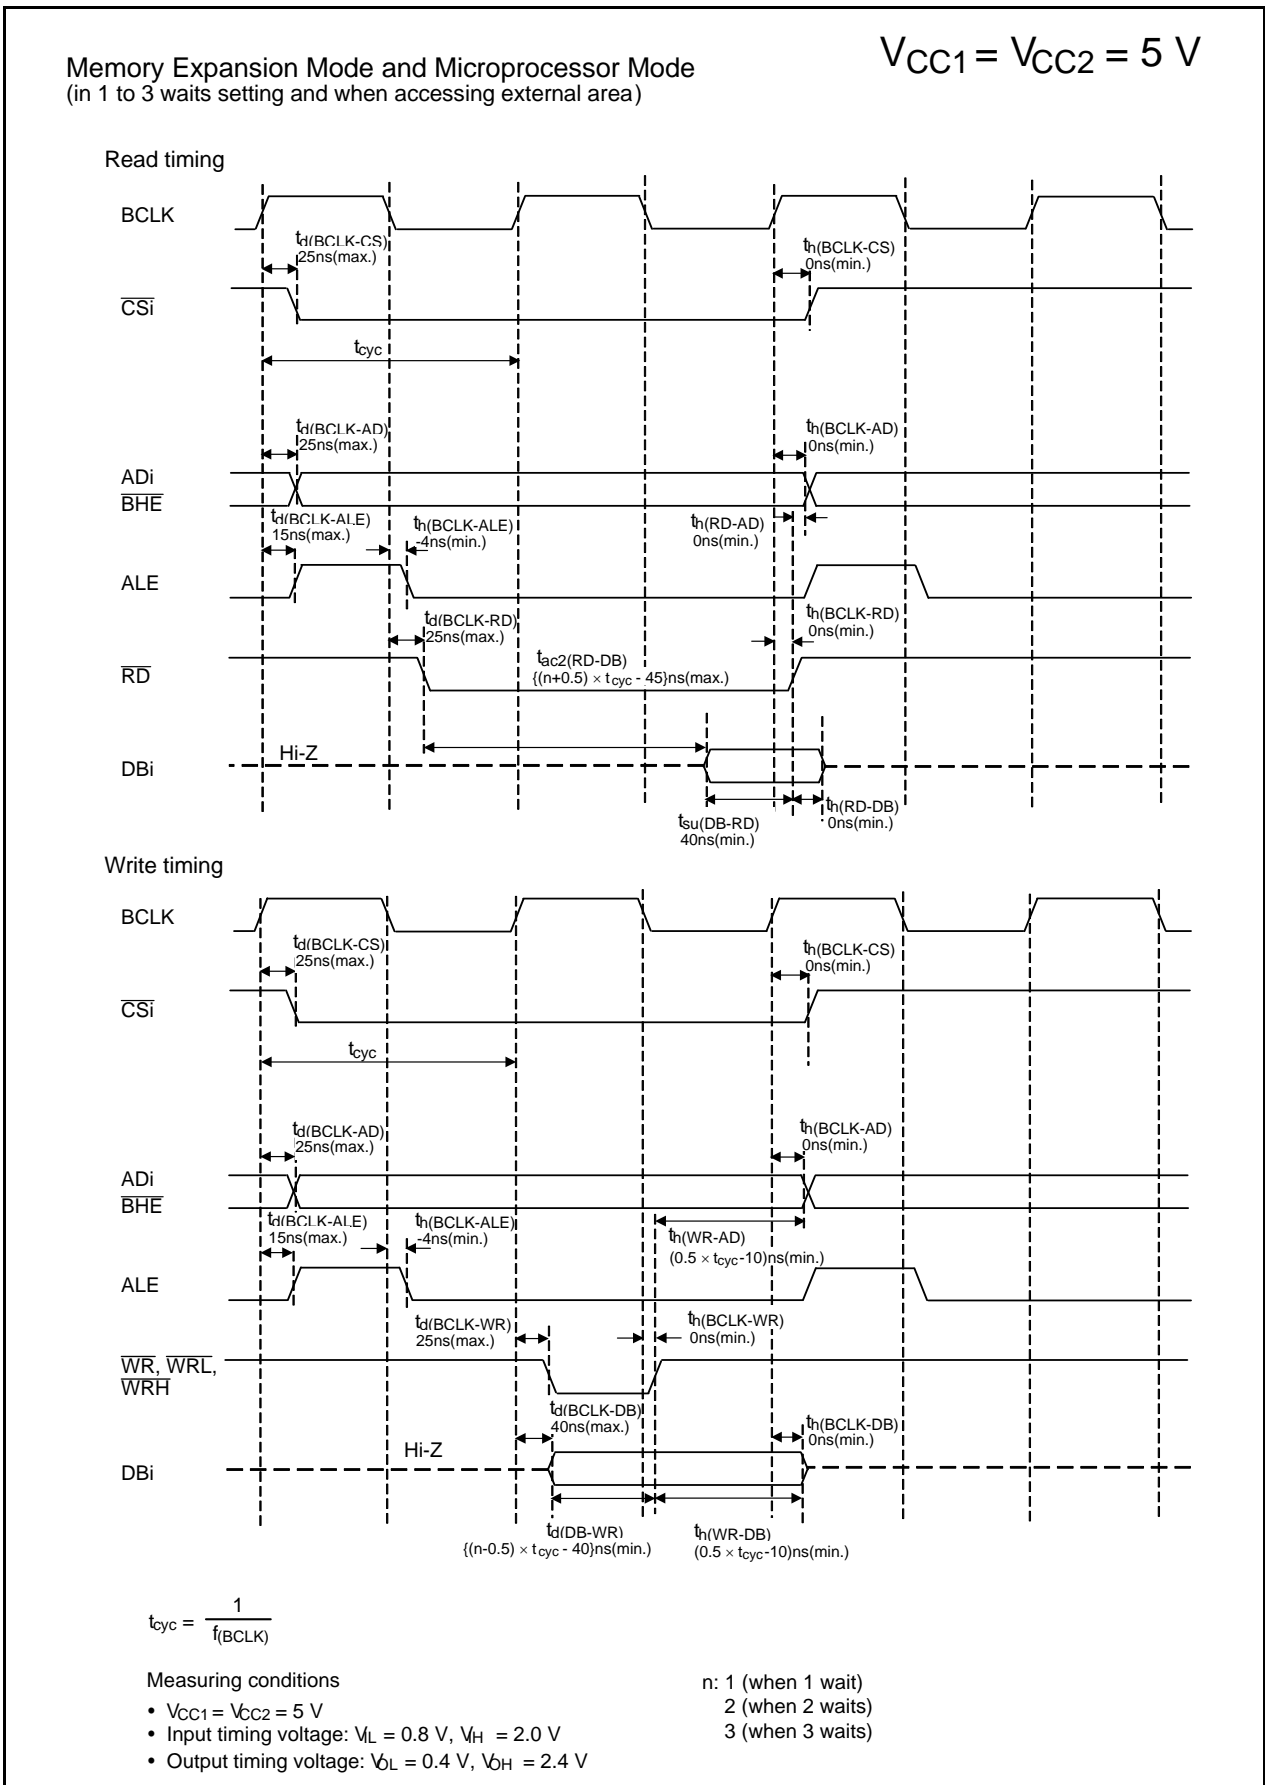 VCC1 = VCC2 = 5 V
Memory Expansion Mode and Microprocessor Mode
(in 1 to 3 waits setting and when accessing external area)
Read timing
BCLK
td(BCLK-CS)
25ns(max.)
th(BCLK-CS)
0ns(min.)
CSi
tcyc
td(BCLK-AD)
25ns(max.)
th(BCLK-AD)
0ns(min.)
ADi
BHE
td(BCLK-ALE)
15ns(max.)
th(BCLK-ALE)
-4ns(min.)
th(RD-AD)
0ns(min.)
ALE
td(BCLK-RD)
25ns(max.)
th(BCLK-RD)
0ns(min.)
RD
tac2(RD-DB)
{(n+0.5) × tcyc - 45}ns(max.)
Hi-Z
DBi
tsu(DB-RD)
40ns(min.)
th(RD-DB)
0ns(min.)
Write timing
BCLK
td(BCLK-CS)
25ns(max.)
th(BCLK-CS)
0ns(min.)
CSi
tcyc
td(BCLK-AD)
25ns(max.)
th(BCLK-AD)
0ns(min.)
ADi
BHE
td(BCLK-ALE)
15ns(max.)
th(BCLK-ALE)
-4ns(min.)
th(WR-AD)
(0.5 × tcyc-10)ns(min.)
ALE
td(BCLK-WR)
25ns(max.)
th(BCLK-WR)
0ns(min.)
WR, WRL,
WRH
td(BCLK-DB)
40ns(max.)
th(BCLK-DB)
0ns(min.)
Hi-Z
DBi
td(DB-WR)
{(n-0.5) × tcyc - 40}ns(min.)
th(WR-DB)
(0.5 × tcyc-10)ns(min.)
tcyc = 1
f(BCLK)
Measuring conditions
• VCC1 = VCC2 = 5 V
• Input timing voltage: VIL = 0.8 V, VIH = 2.0 V
• Output timing voltage: VOL = 0.4 V, VOH = 2.4 V
n: 1 (when 1 wait)
2 (when 2 waits)
3 (when 3 waits)